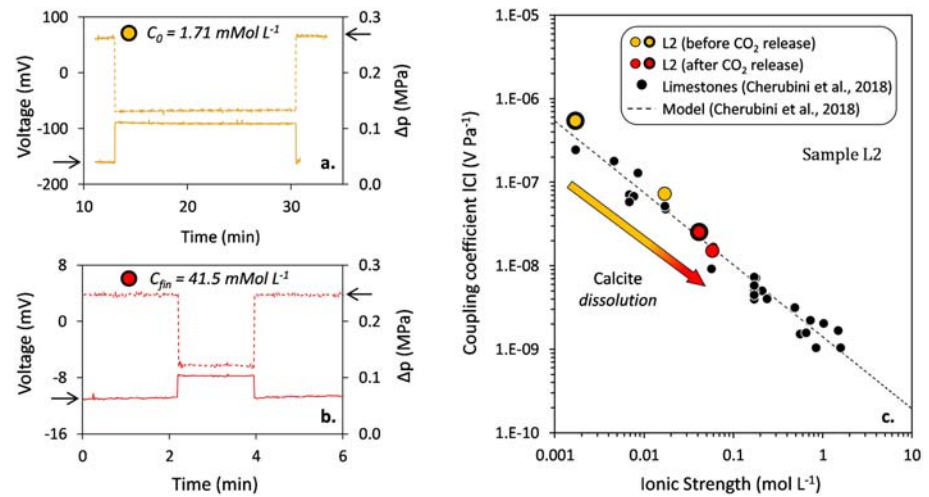 C0 = 1.71 mMol L-1
100
0
-100
-200
Voltage (mV)
0.3
0.2
0.1
0.0
Δp (MPa)
a.
10
20
30
Time (min)
Cfin = 41.5 mMol L-1
8
0
-8
-16
Voltage (mV)
0.3
0.2
0.1
0.0
Δp (MPa)
b.
0
2
4
6
Time (min)
1.E-05
1.E-06
1.E-07
1.E-08
1.E-09
1.E-10
Coupling coefficient ICI (V Pa-1)
L2 (before CO2 release)
L2 (after CO2 release)
Limestones (Cherubini et al., 2018)
Model (Cherubini et al., 2018)
Sample L2
Calcite
dissolution
c.
0.001
0.01
0.1
1
10
Ionic Strength (mol L-1)